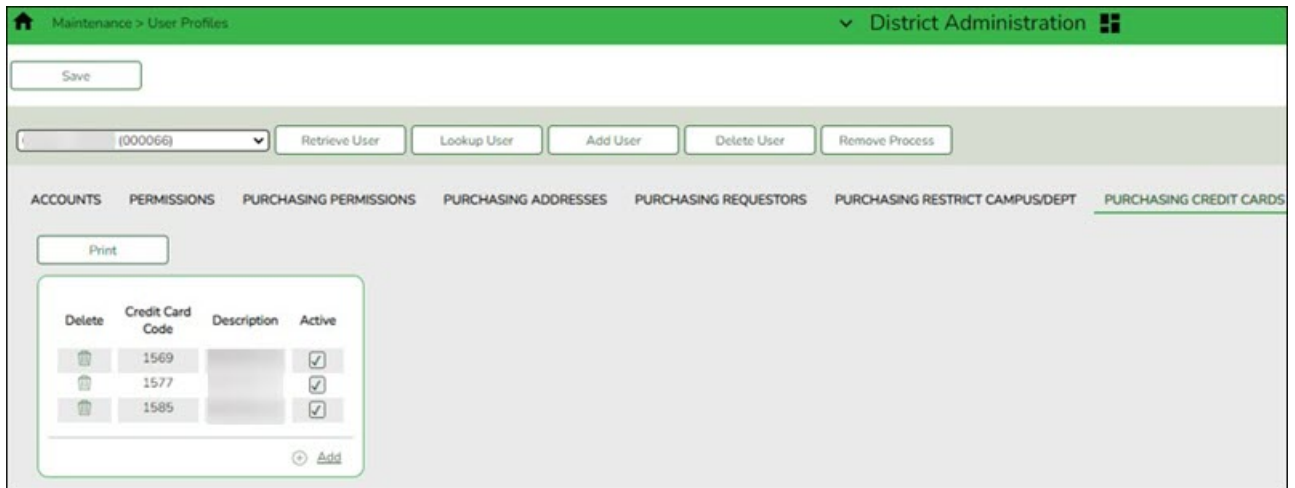 Maintenance > User Profiles
District Administration
Save
(000066)
Retrieve User
Lookup User
Add User
Delete User
Remove Process
ACCOUNTS
PERMISSIONS
PURCHASING PERMISSIONS
PURCHASING ADDRESSES
PURCHASING REQUESTORS
PURCHASING RESTRICT CAMPUS/DEPT
PURCHASING CREDIT CARDS
Print
Delete
Credit Card
Code
Description
Active
1569
1577
1585
Add